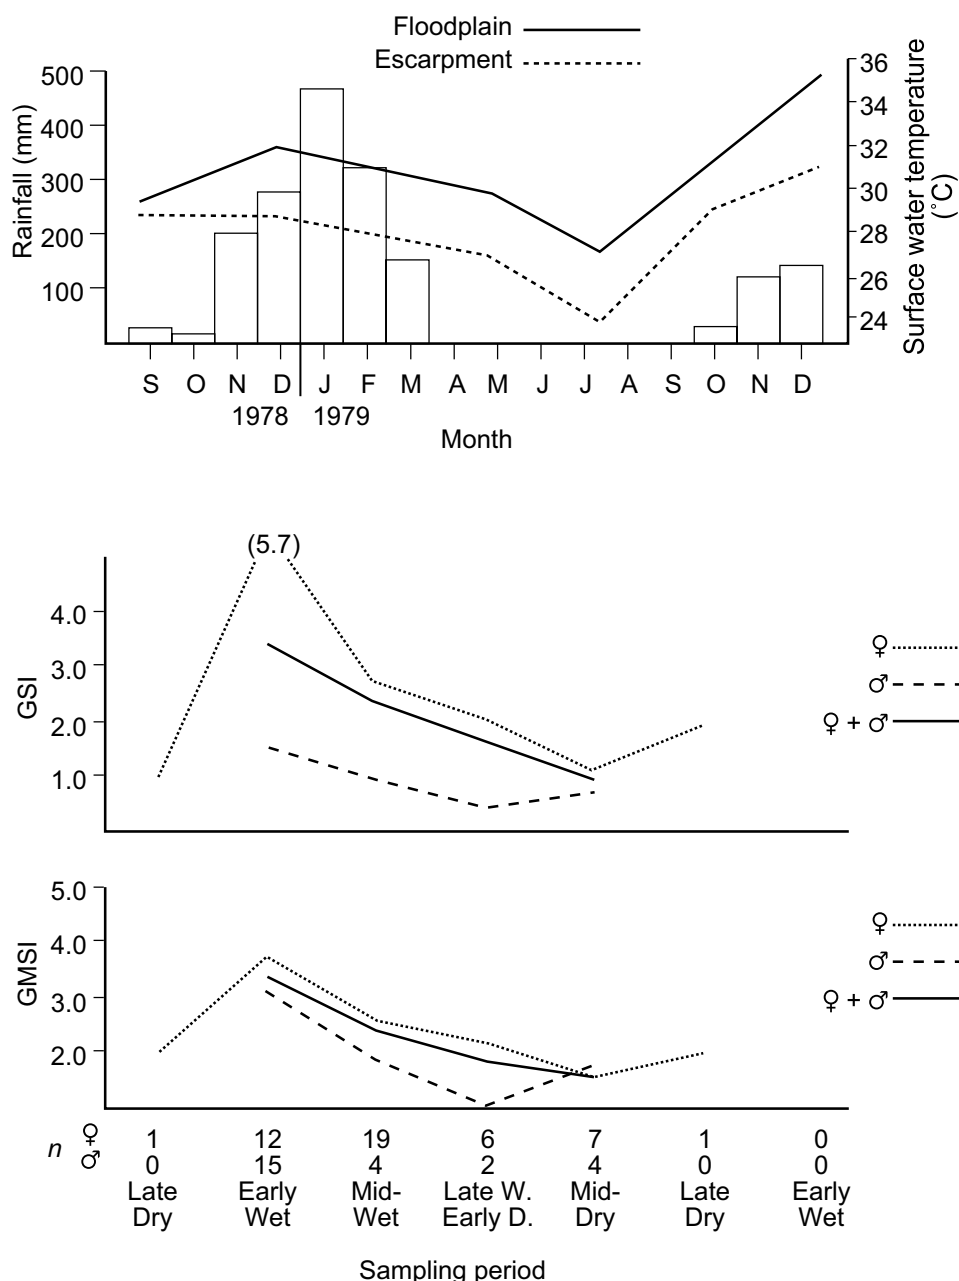 Floodplain
Escarpment
Rainfall (mm)
500
400
300
200
100
36
34
32
30
28
26
24
Surface water temperature
(˚C)
S O N D J F M A M J J A S O N D
1978 1979
Month
(5.7)
GSI
4.0
3.0
2.0
1.0
♀
♂
♀ + ♂
GMSI
5.0
4.0
3.0
2.0
♀
♂
♀ + ♂
n
♀ 1 12 19 6 7 1 0
♂ 0 15 4 2 4 0 0
Late Early Mid- Late W. Mid- Late Early
Dry Wet Wet Early D. Dry Dry Wet
Sampling period